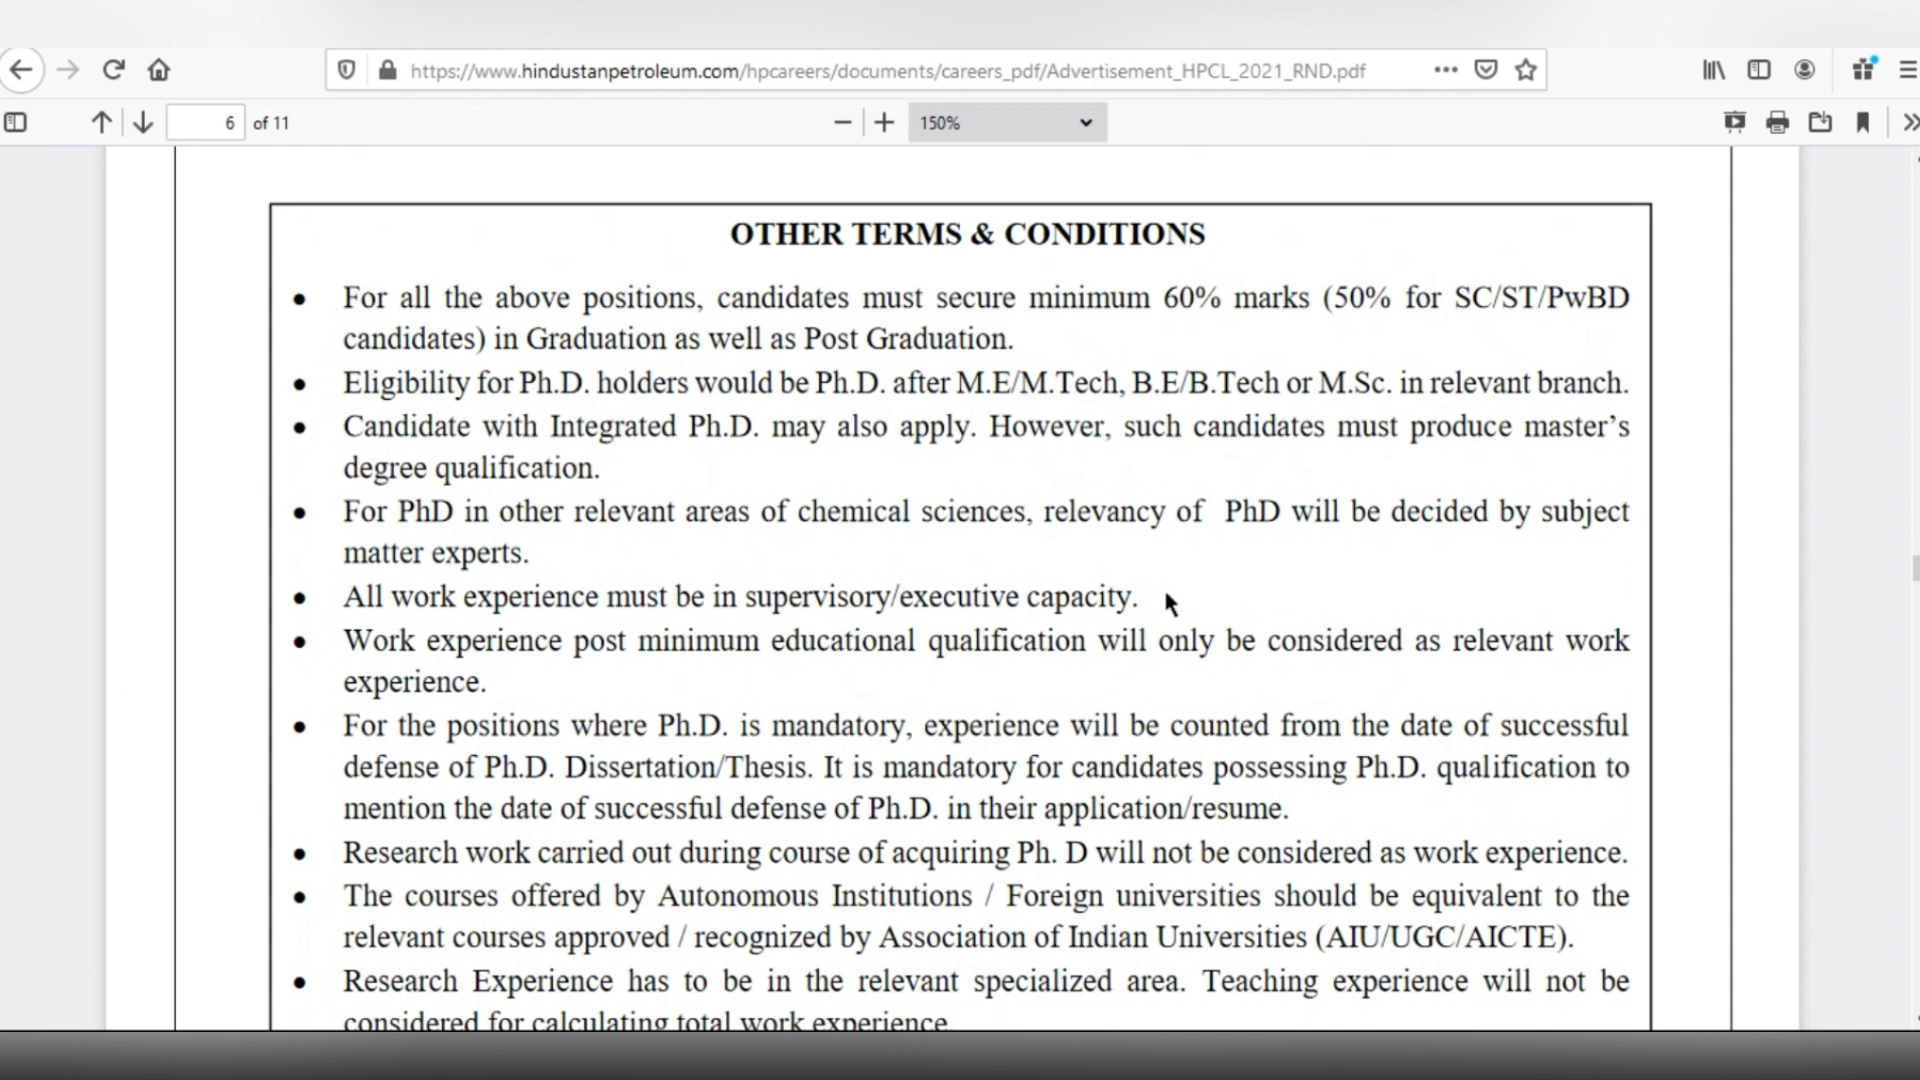 https://www.hindustanpetroleum.com/hpcareers/documents/careers_pdf/Advertisement_HPCL_2021_RND.pdf
6 of 11
150%
OTHER TERMS & CONDITIONS
• For all the above positions, candidates must secure minimum 60% marks (50% for SC/ST/PwBD
candidates) in Graduation as well as Post Graduation.
• Eligibility for Ph.D. holders would be Ph.D. after M.E/M.Tech, B.E/B.Tech or M.Sc. in relevant branch.
• Candidate with Integrated Ph.D. may also apply. However, such candidates must produce master’s
degree qualification.
• For PhD in other relevant areas of chemical sciences, relevancy of PhD will be decided by subject
matter experts.
• All work experience must be in supervisory/executive capacity.
• Work experience post minimum educational qualification will only be considered as relevant work
experience.
• For the positions where Ph.D. is mandatory, experience will be counted from the date of successful
defense of Ph.D. Dissertation/Thesis. It is mandatory for candidates possessing Ph.D. qualification to
mention the date of successful defense of Ph.D. in their application/resume.
• Research work carried out during course of acquiring Ph. D will not be considered as work experience.
• The courses offered by Autonomous Institutions / Foreign universities should be equivalent to the
relevant courses approved / recognized by Association of Indian Universities (AIU/UGC/AICTE).
• Research Experience has to be in the relevant specialized area. Teaching experience will not be
considered for calculating total work experience.